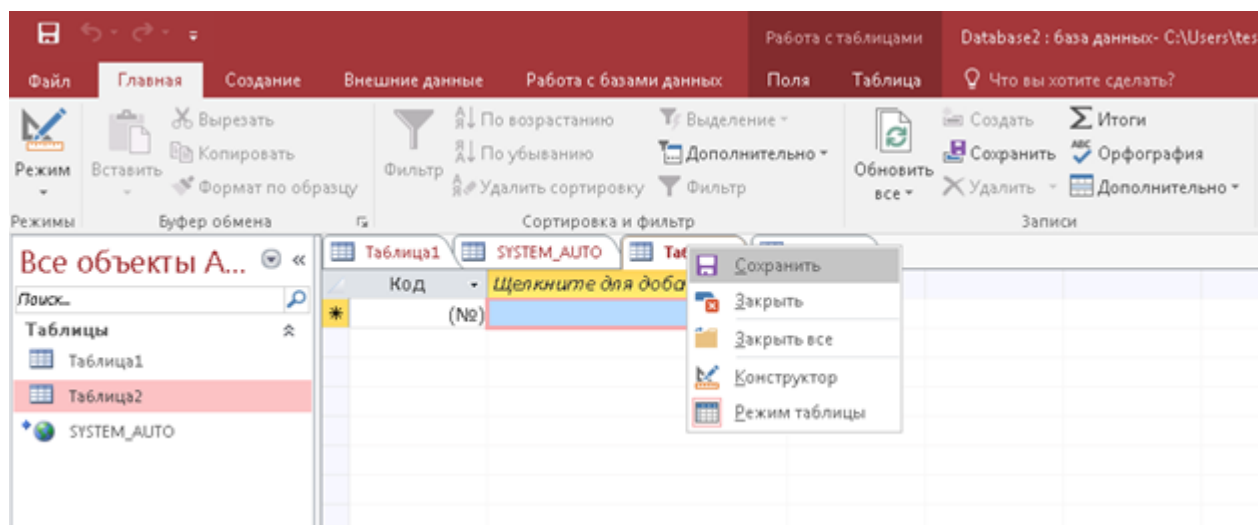 Работа с таблицами Database2 : база данных- C:\Users\tes
Файл Главная Создание Внешние данные Работа с базами данных Поля Таблица Что вы хотите сделать?
Режим
Вставить
Вырезать
Копировать
Формат по образцу
Фильтр
По возрастанию
По убыванию
Удалить сортировку
Выделение
Дополнительно
Фильтр
Обновить
все
Создать
Сохранить
Удалить
Итоги
Орфография
Дополнительно
Режимы Буфер обмена Сортировка и фильтр Записи
Все объекты А...
Поиск...
Таблицы
Таблица1
Таблица2
SYSTEM_AUTO
Таблица1 SYSTEM_AUTO
Код Щелкните для
(№)
Сохранить
Закрыть
Закрыть все
Конструктор
Режим таблицы